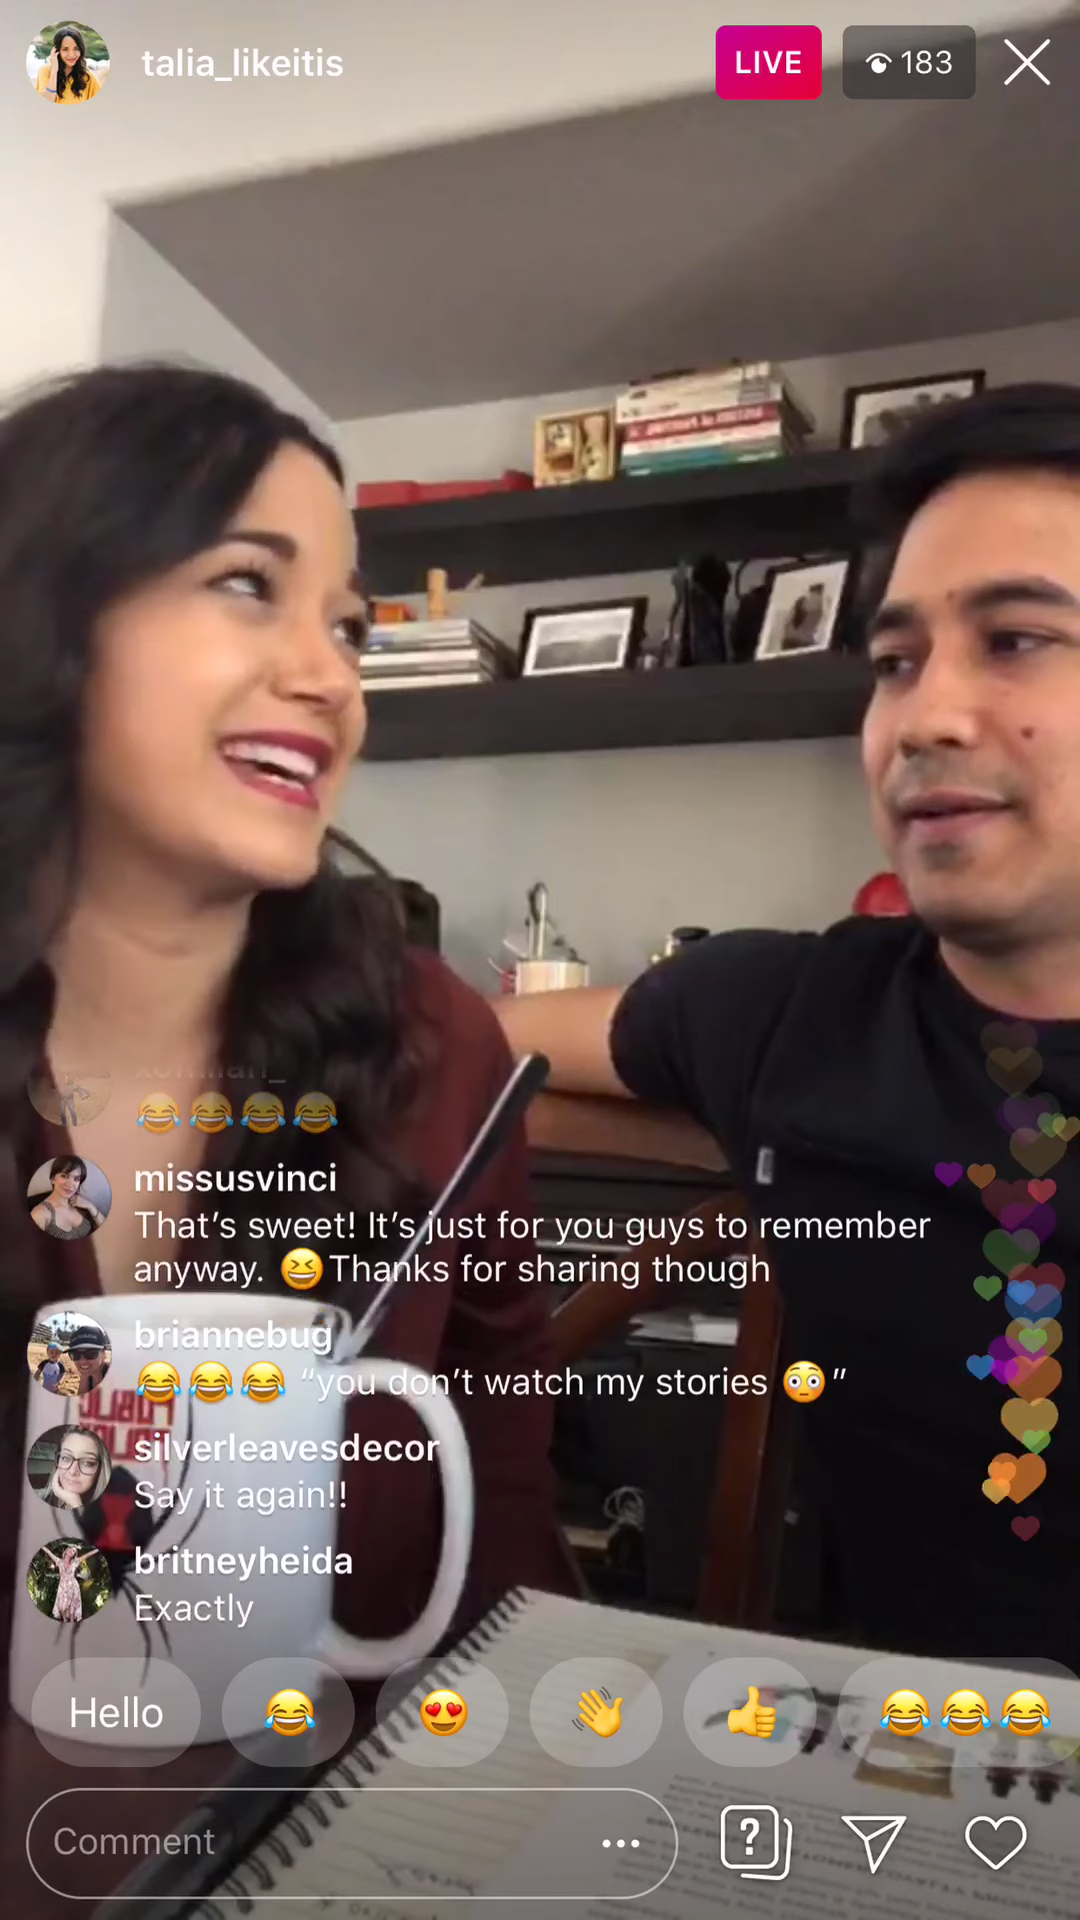 talia_likeitis
LIVE
183
😂😂😂😂
missusvinci
That's sweet! It's just for you guys to remember
anyway. 😆Thanks for sharing though
briannebug
😂😂😂 “you don't watch my stories 😳”
silverleavesdecor
Say it again!!
britneyheida
Exactly
Hello 😂 😍 👋 👍 😂😂😂
Comment